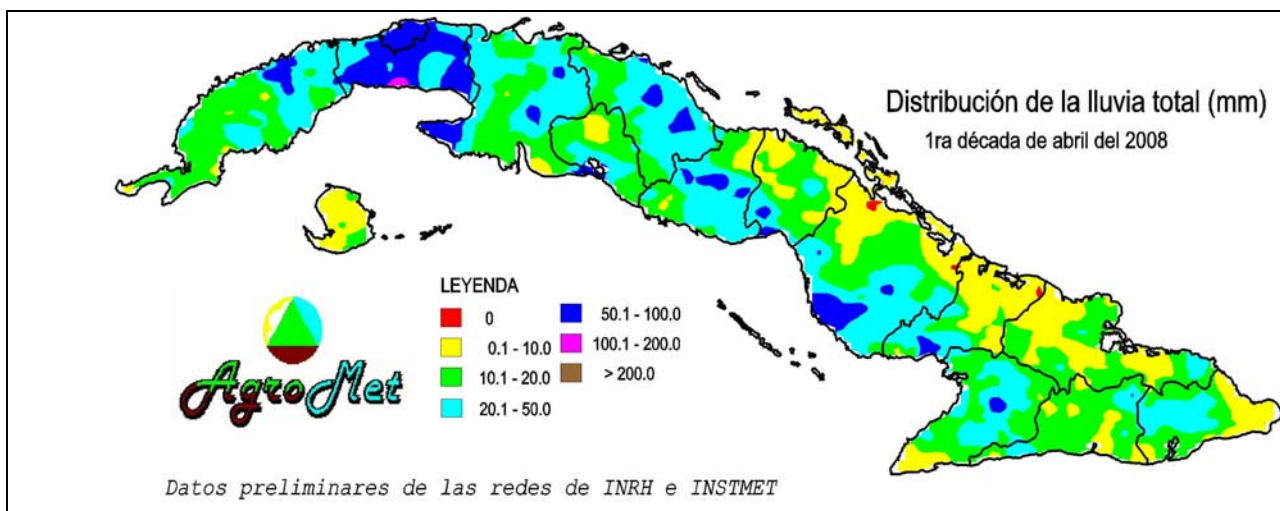 Distribución de la lluvia total (mm)
1ra década de abril del 2008
LEYENDA
0
0.1 - 10.0
10.1 - 20.0
20.1 - 50.0
50.1 - 100.0
100.1 - 200.0
> 200.0
AgroMet
Datos preliminares de las redes de INRH e INSTMET